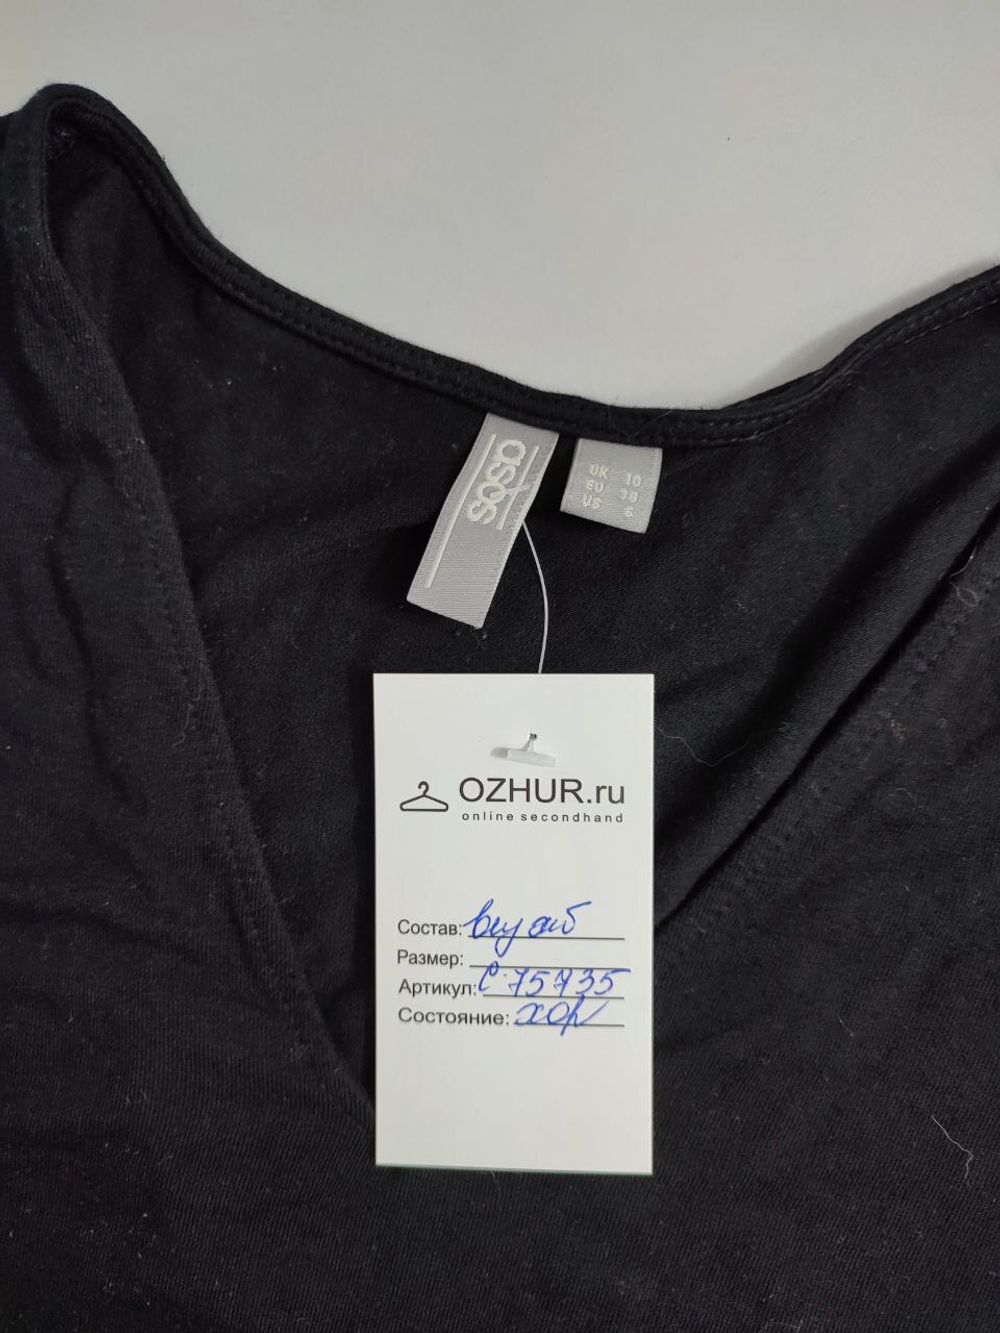 asos
UK 10
EU 38
US 6
OZHUR.ru
online secondhand
Состав:
Размер:
Артикул: С-75735
Состояние: хор